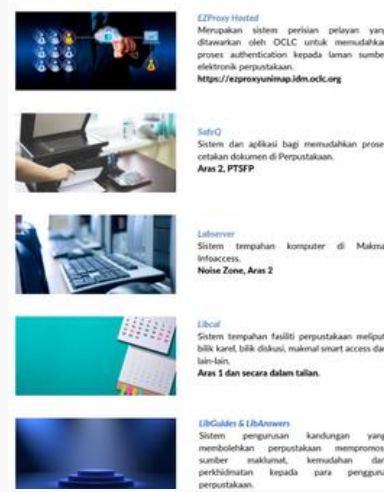 EZProxy Hosted
Merupakan sistem perisian pelayan yang
ditawarkan oleh OCLC untuk memudahkan
proses authentication kepada laman sumber
elektronik perpustakaan.
https://ezproxyunimap.idm.oclc.org
SafeQ
Sistem dan aplikasi bagi memudahkan proses
cetakan dokumen di Perpustakaan.
Aras 2, PTSFP
Labserver
Sistem tempahan komputer di Makmal
Infoaccess.
Noise Zone, Aras 2
Libcal
Sistem tempahan fasiliti perpustakaan meliputi
bilik karel, bilik diskusi, makmal smart access dan
lain-lain.
Aras 1 dan secara dalam talian.
LibGuides & LibAnswers
Sistem pengurusan kandungan yang
membolehkan perpustakaan mempromosi
sumber maklumat, kemudahan dan
perkhidmatan kepada para pengguna
perpustakaan.